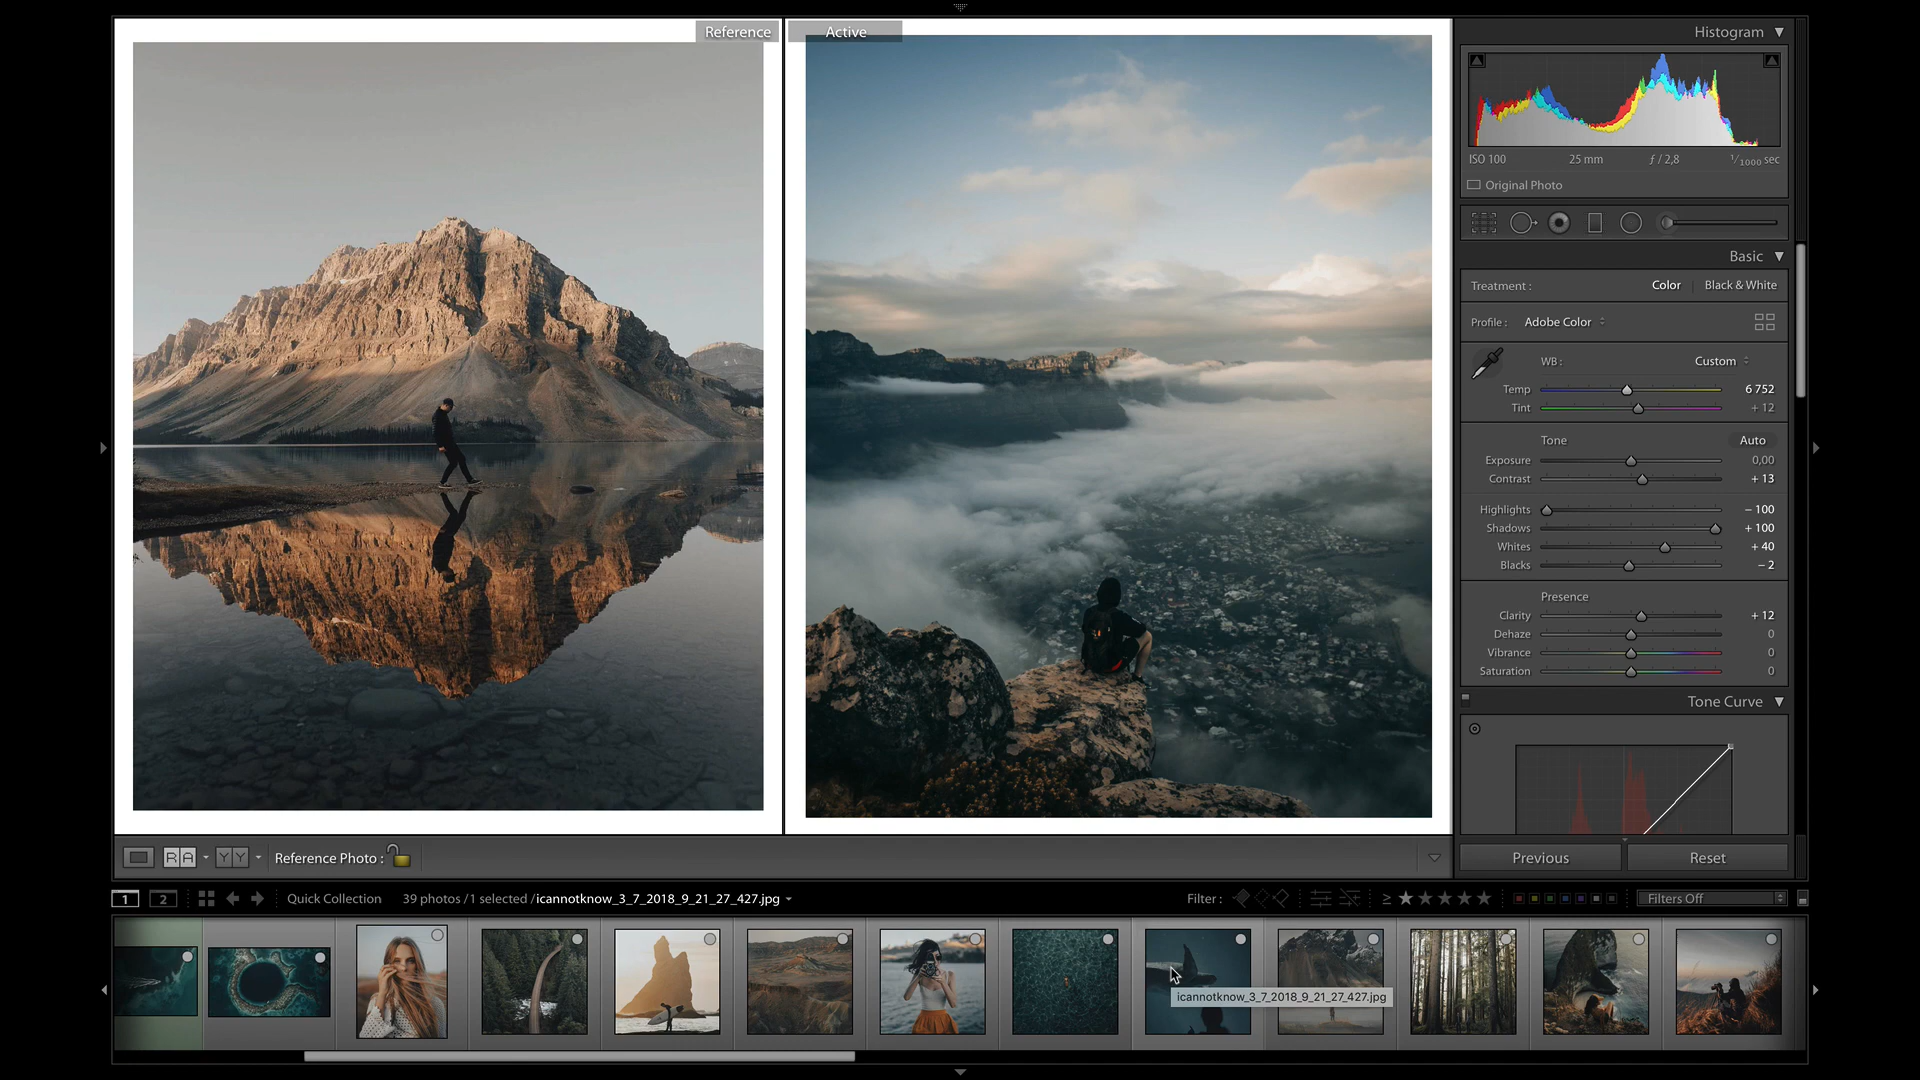 Reference
Active
Histogram
ISO 100 25 mm ƒ / 2,8 1/1000 sec
Original Photo
Basic
Treatment : Color Black & White
Profile : Adobe Color
WB : Custom
Temp 6 752
Tint + 12
Tone Auto
Exposure 0,00
Contrast + 13
Highlights − 100
Shadows + 100
Whites + 40
Blacks − 2
Presence
Clarity + 12
Dehaze 0
Vibrance 0
Saturation 0
Tone Curve
R A Y Y Reference Photo :
Previous Reset
1 2 Quick Collection 39 photos / 1 selected / icannotknow_3_7_2018_9_21_27_427.jpg Filter : ≥ Filters Off
icannotknow_3_7_2018_9_21_27_427.jpg